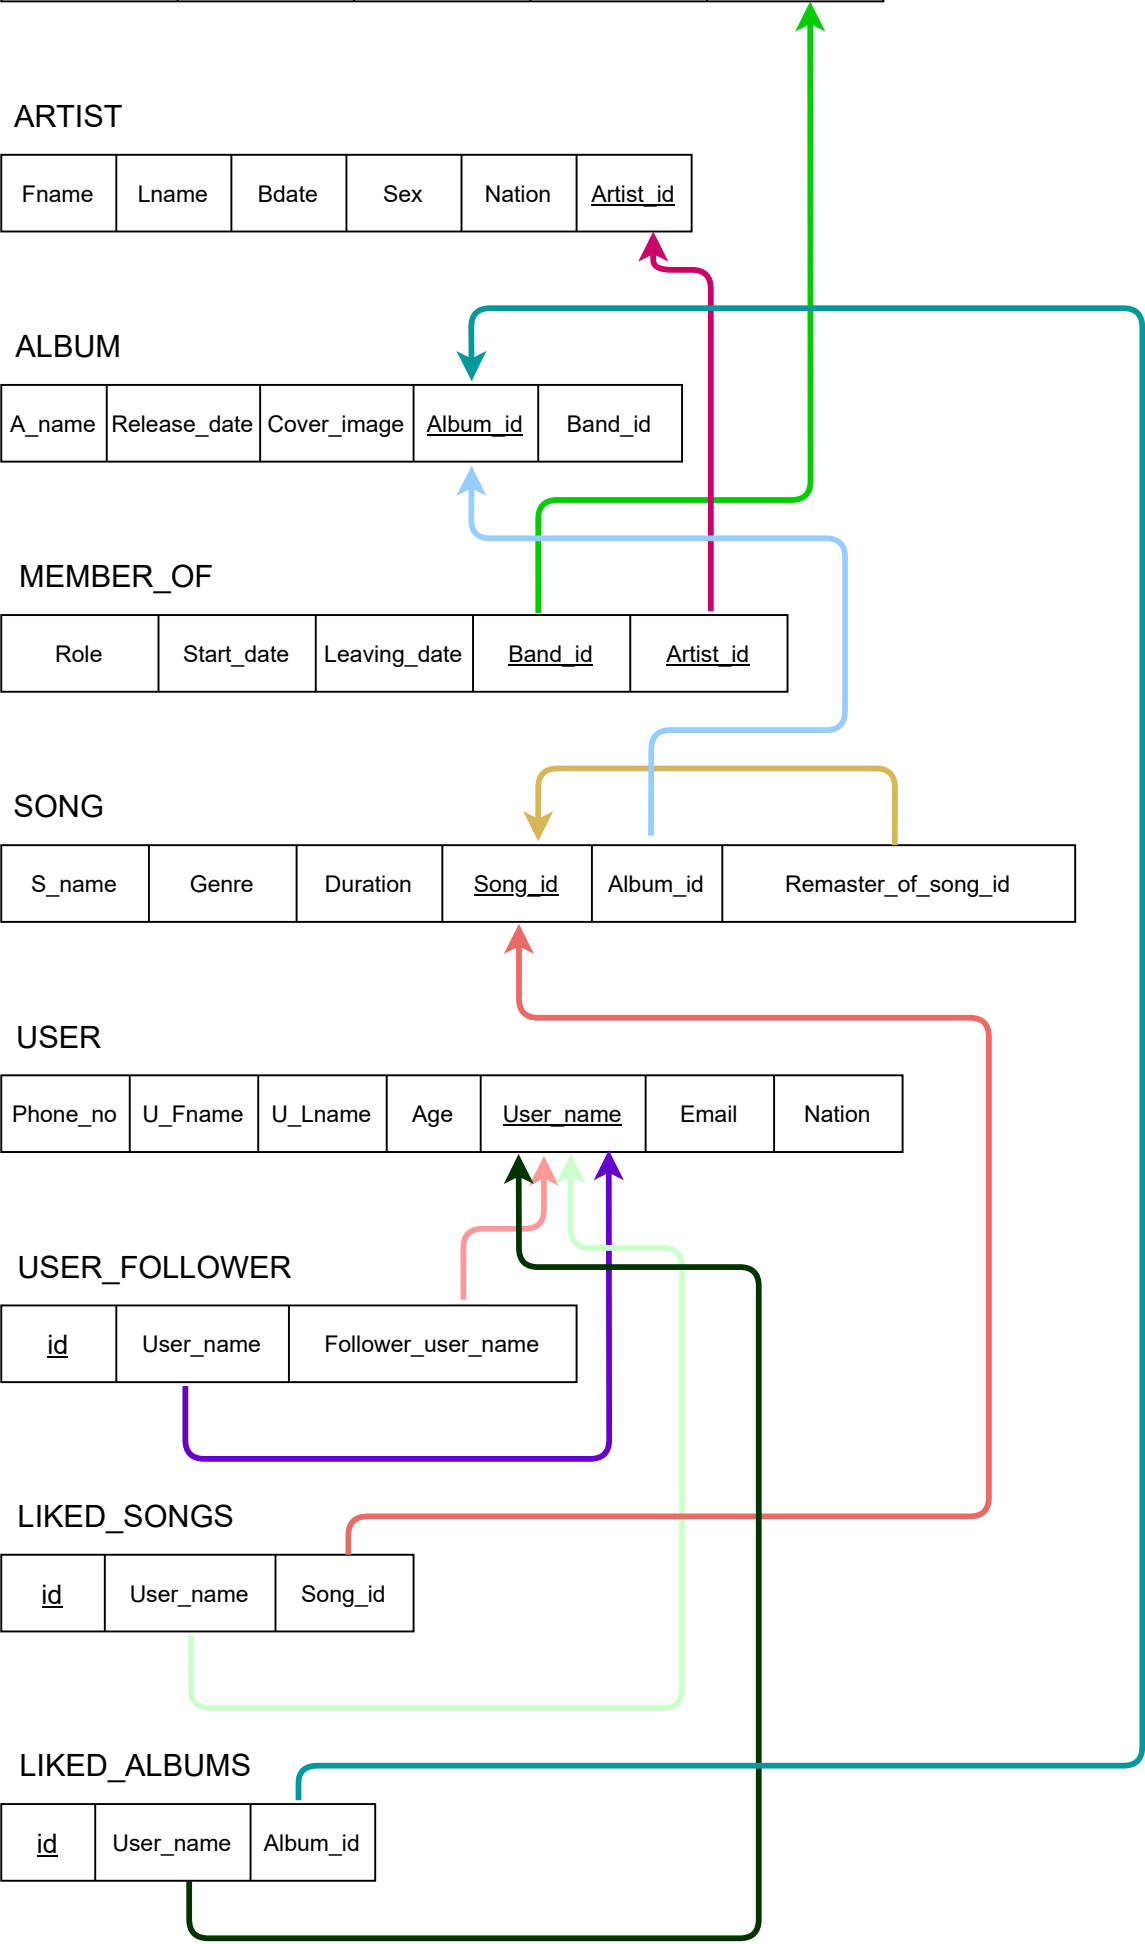 ARTIST
Fname Lname Bdate Sex Nation Artist_id
ALBUM
A_name Release_date Cover_image Album_id Band_id
MEMBER_OF
Role Start_date Leaving_date Band_id Artist_id
SONG
S_name Genre Duration Song_id Album_id Remaster_of_song_id
USER
Phone_no U_Fname U_Lname Age User_name Email Nation
USER_FOLLOWER
id User_name Follower_user_name
LIKED_SONGS
id User_name Song_id
LIKED_ALBUMS
id User_name Album_id